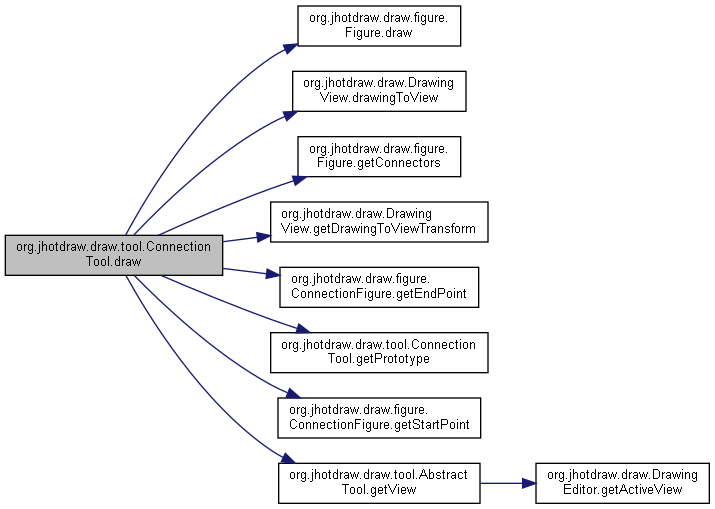 org.jhotdraw.draw.figure.
Figure.draw
org.jhotdraw.draw.Drawing
View.drawingToView
org.jhotdraw.draw.figure.
Figure.getConnectors
org.jhotdraw.draw.Drawing
View.getDrawingToViewTransform
org.jhotdraw.draw.tool.Connection
Tool.draw
org.jhotdraw.draw.figure.
ConnectionFigure.getEndPoint
org.jhotdraw.draw.tool.Connection
Tool.getPrototype
org.jhotdraw.draw.figure.
ConnectionFigure.getStartPoint
org.jhotdraw.draw.tool.Abstract
Tool.getView
org.jhotdraw.draw.Drawing
Editor.getActiveView